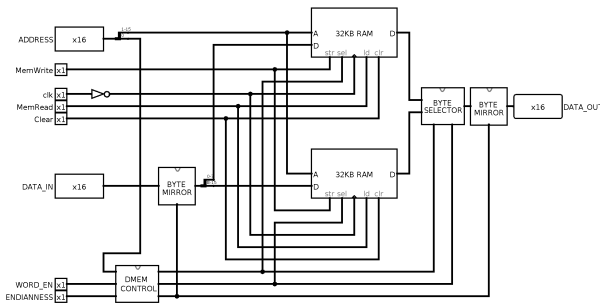 ADDRESS x16
A 32KB RAM D
D
MemWrite x1
str sel ld clr
clk x1
MemRead x1
Clear x1
BYTE SELECTOR
BYTE MIRROR
x16 DATA_OUT
DATA_IN x16
BYTE MIRROR
A 32KB RAM D
D
str sel ld clr
DMEM CONTROL
WORD_EN x1
ENDIANNESS x1